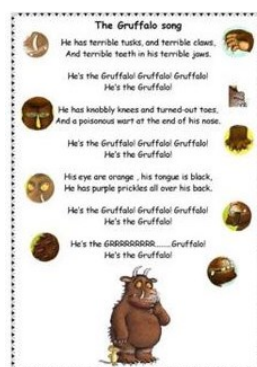 The Gruffalo song
He has terrible tusks, and terrible claws,
And terrible teeth in his terrible jaws.
He's the Gruffalo! Gruffalo! Gruffalo!
He's the Gruffalo!
He has knobbly knees and turned-out toes,
And a poisonous wart at the end of his nose.
He's the Gruffalo! Gruffalo! Gruffalo!
He's the Gruffalo!
His eye are orange , his tongue is black,
He has purple prickles all over his back.
He's the Gruffalo! Gruffalo! Gruffalo!
He's the Gruffalo!
He's the GRRRRRRRRR.......Gruffalo!
He's the Gruffalo!